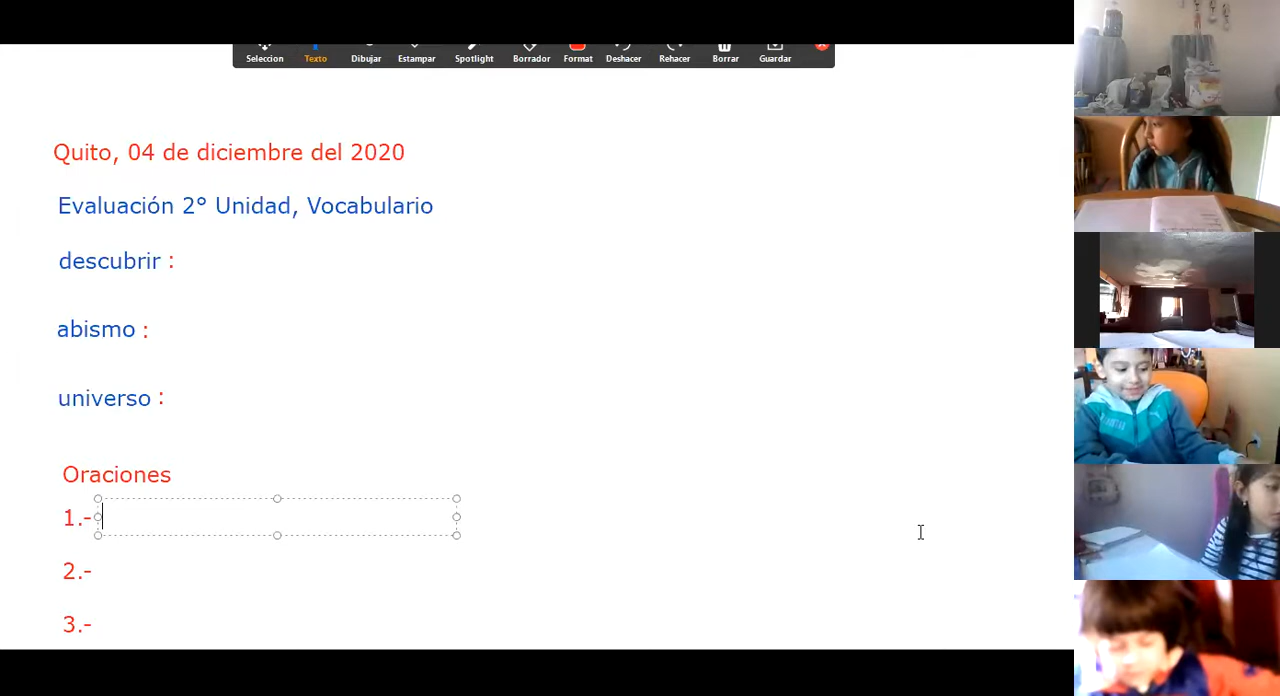 Seleccion Texto Dibujar Estampar Spotlight Borrador Format Deshacer Rehacer Borrar Guardar
Quito, 04 de diciembre del 2020
Evaluación 2° Unidad, Vocabulario
descubrir :
abismo :
universo :
Oraciones
1.-
2.-
3.-